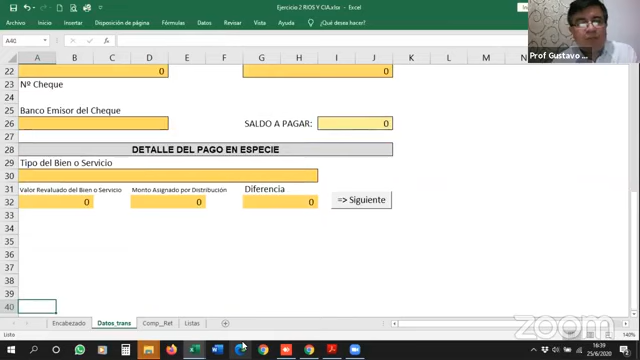 Ejercicio 2 RIOS Y CIA.xlsx - Excel
Archivo Inicio Insertar Disposición de página Fórmulas Datos Revisar Vista Ayuda ¿Qué desea hacer?
A40 fx
A B C D E F G H I J K L M N
22 0 0
23 Nº Cheque
24
25 Banco Emisor del Cheque
26 SALDO A PAGAR: 0
27
28 DETALLE DEL PAGO EN ESPECIE
29 Tipo del Bien o Servicio
30
31 Valor Revaluado del Bien o Servicio Monto Asignado por Distribución Diferencia
32 0 0 0 => Siguiente
33
34
35
36
37
38
39
40
Encabezado Datos_trans Comp_Ret Listas
Listo
140%
16:39
25/6/2020
Prof Gustavo
zoom